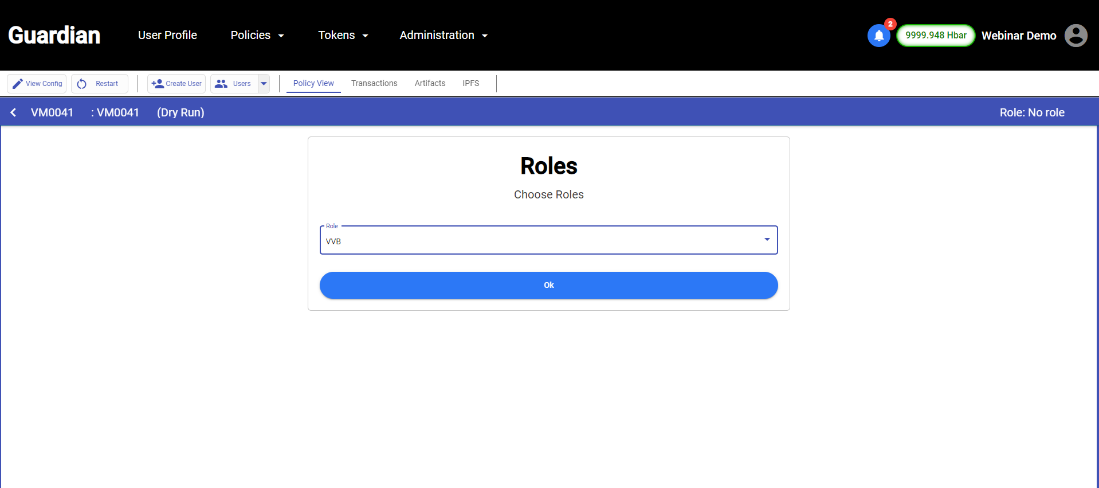 Guardian User Profile Policies Tokens Administration 2 9999.948 Hbar Webinar Demo
View Config Restart Create User Users Policy View Transactions Artifacts IPFS
VM0041 : VM0041 (Dry Run) Role: No role
Roles
Choose Roles
Role
VVB
Ok